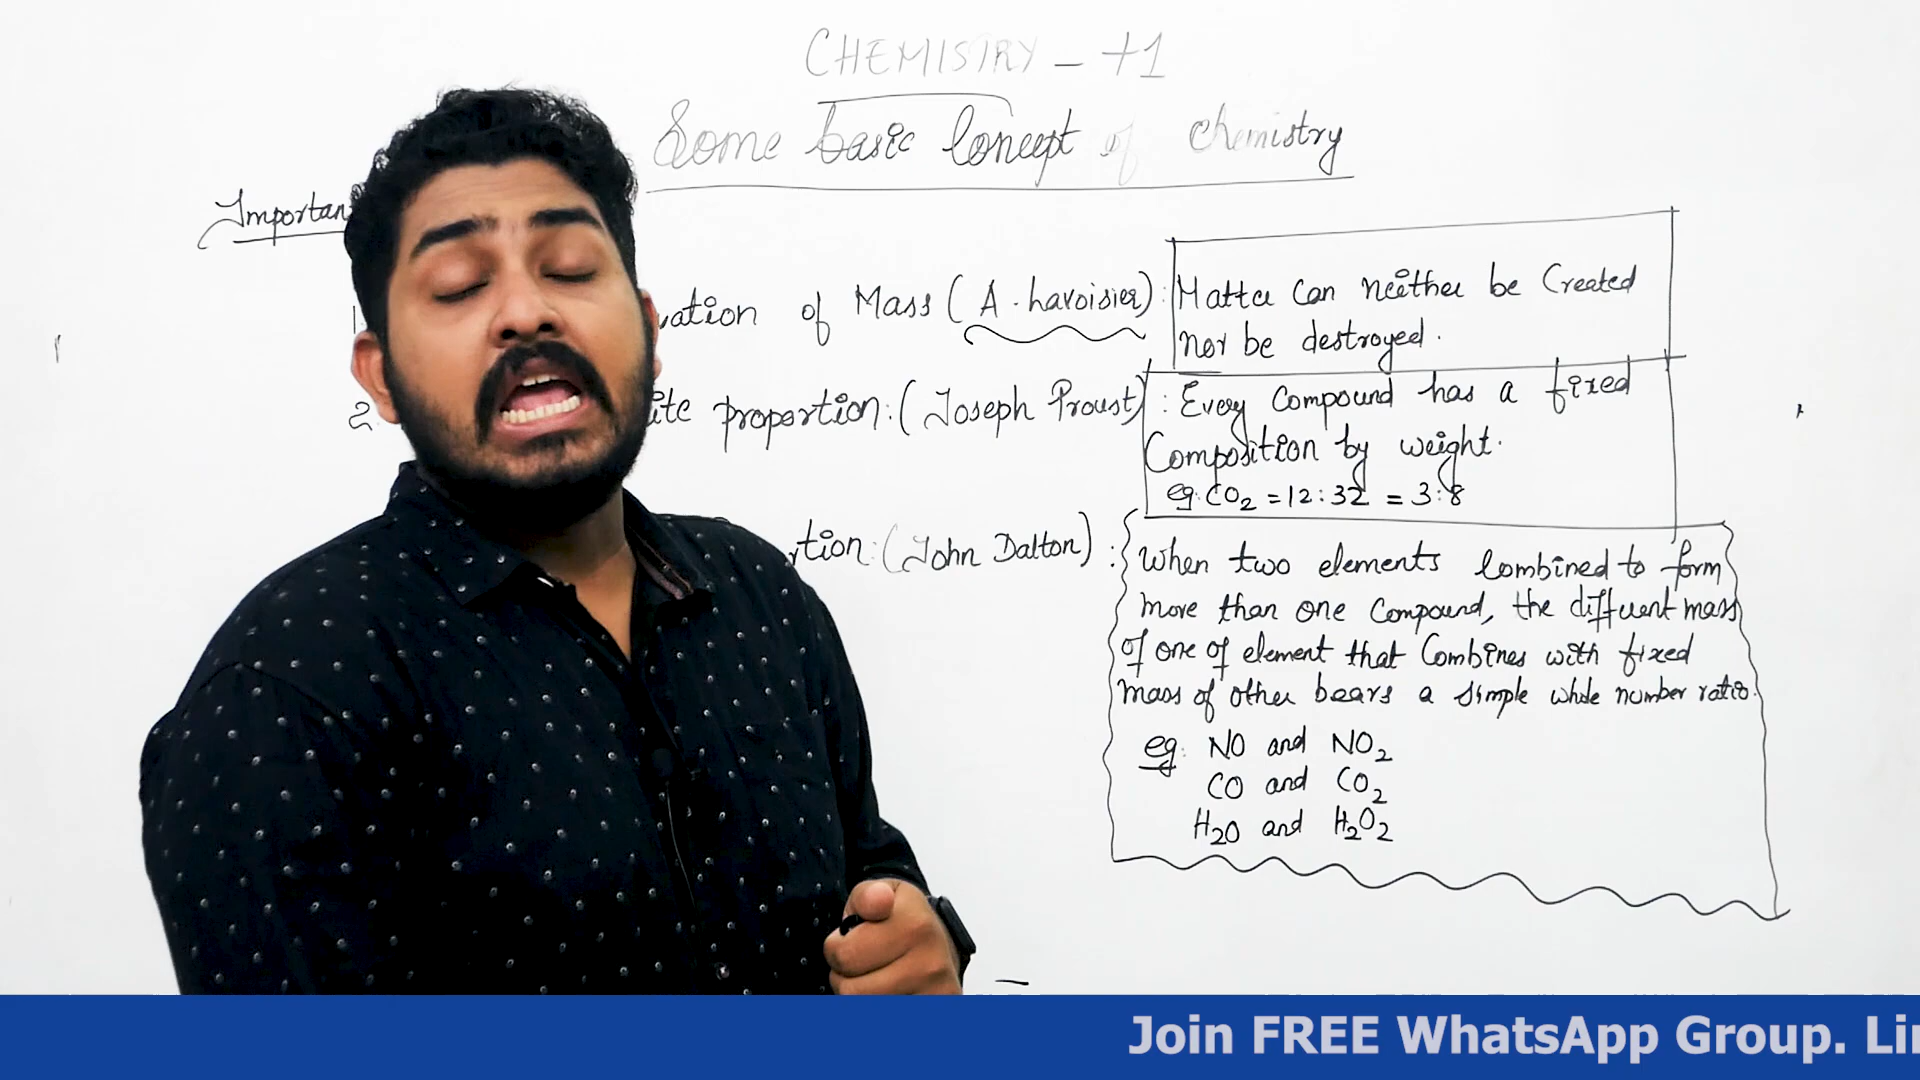 CHEMISTRY - +1
Some basic Concept of Chemistry
Importan
1.
vation of Mass (A. Lavoisier) : Matter Can neither be Created
nor be destroyed.
2.
ite proportion : (Joseph Proust) : Every Compound has a fixed
Composition by weight.
eg: CO2 = 12:32 = 3:8
rtion : (John Dalton) : When two elements Combined to form
more than one Compound, the different mass
of one of element that Combines with fixed
mass of other bears a simple whole number ratio.
eg: NO and NO2
CO and CO2
H2O and H2O2
Join FREE WhatsApp Group. Li